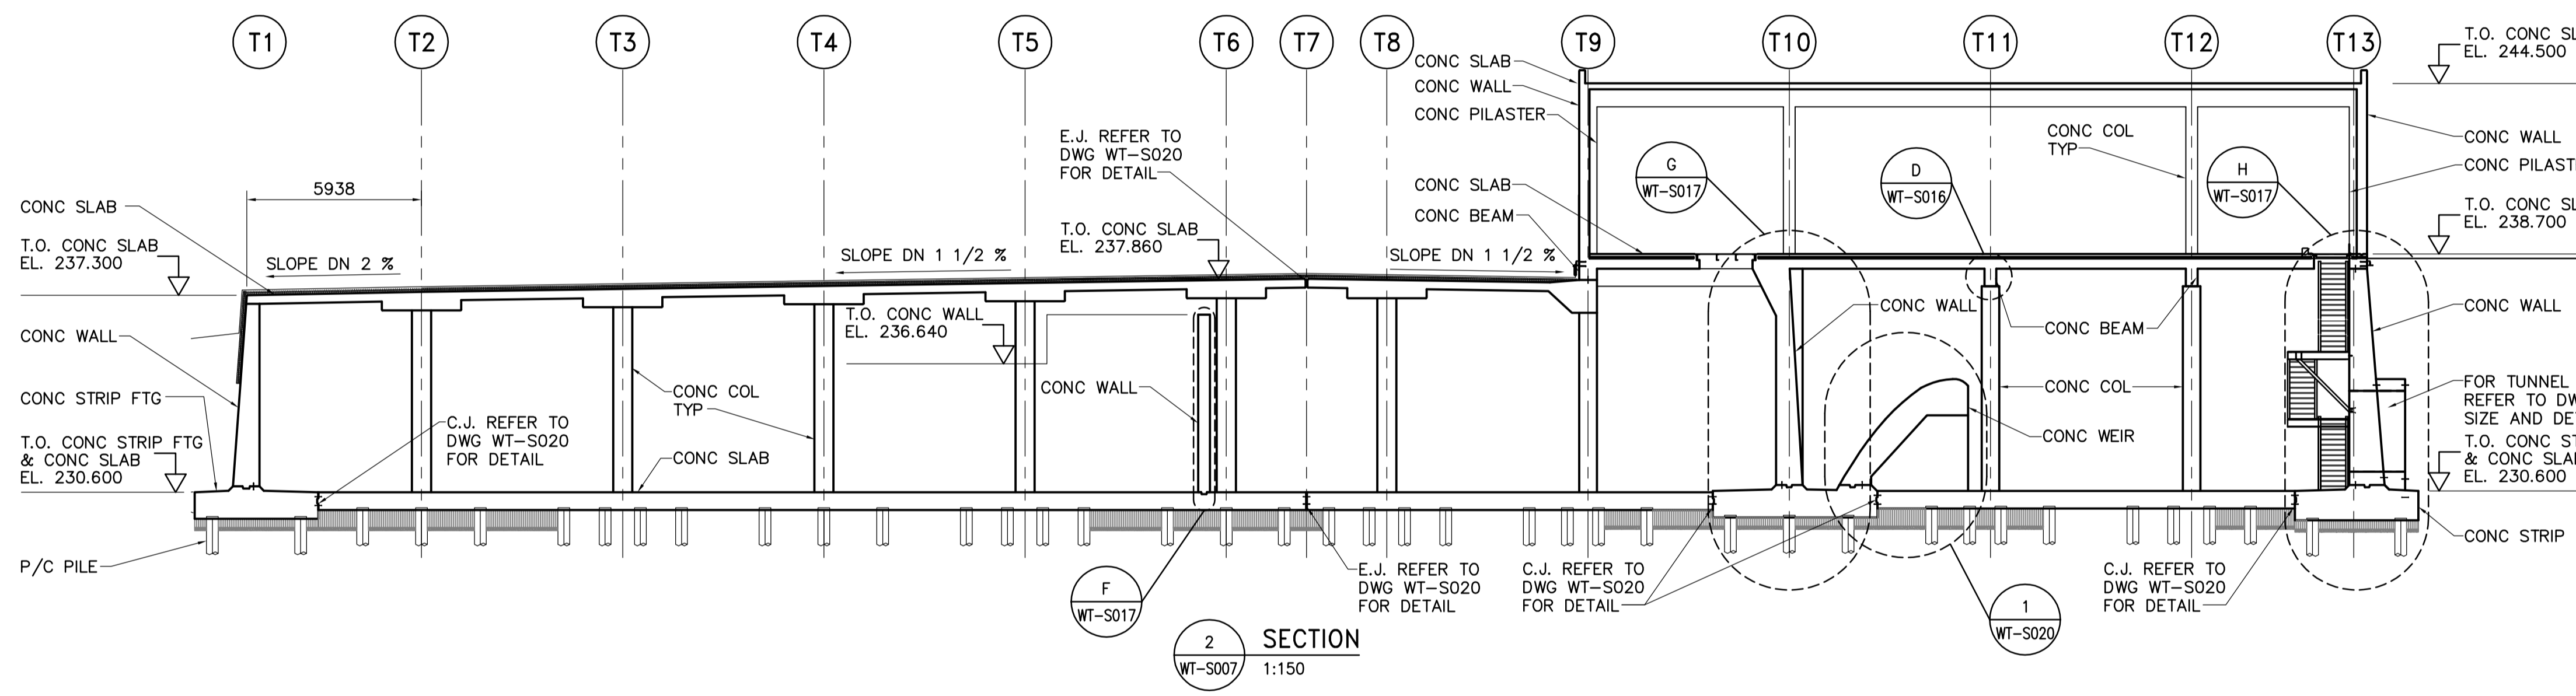 T1
T2
T3
T4
T5
T6
T7
T8
T9
T10
T11
T12
T13
CONC SLAB
CONC WALL
CONC PILASTER
T.O. CONC
EL. 244.500
E.J. REFER TO
DWG WT-S020
FOR DETAIL
CONC COL
TYP
CONC WALL
G
WT-S017
D
WT-S016
H
WT-S017
5938
CONC SLAB
CONC SLAB
CONC BEAM
T.O. CONC
EL. 238.700
T.O. CONC SLAB
EL. 237.300
SLOPE DN 2 %
SLOPE DN 1 1/2 %
T.O. CONC SLAB
EL. 237.860
SLOPE DN 1 1/2 %
T.O. CONC WALL
EL. 236.640
CONC WALL
CONC WALL
CONC WALL
CONC BEAM
CONC WALL
CONC COL
TYP
CONC COL
FOR TUNNEL
REFER TO
SIZE AND
CONC STRIP FTG
C.J. REFER TO
DWG WT-S020
FOR DETAIL
CONC WEIR
T.O. CONC STRIP FTG
& CONC SLAB
EL. 230.600
CONC SLAB
T.O. CONC
& CONC
EL. 230.600
P/C PILE
CONC STRIP
F
WT-S017
E.J. REFER TO
DWG WT-S020
FOR DETAIL
C.J. REFER TO
DWG WT-S020
FOR DETAIL
C.J. REFER TO
DWG WT-S020
FOR DETAIL
1
WT-S020
2
WT-S007
SECTION
1:150